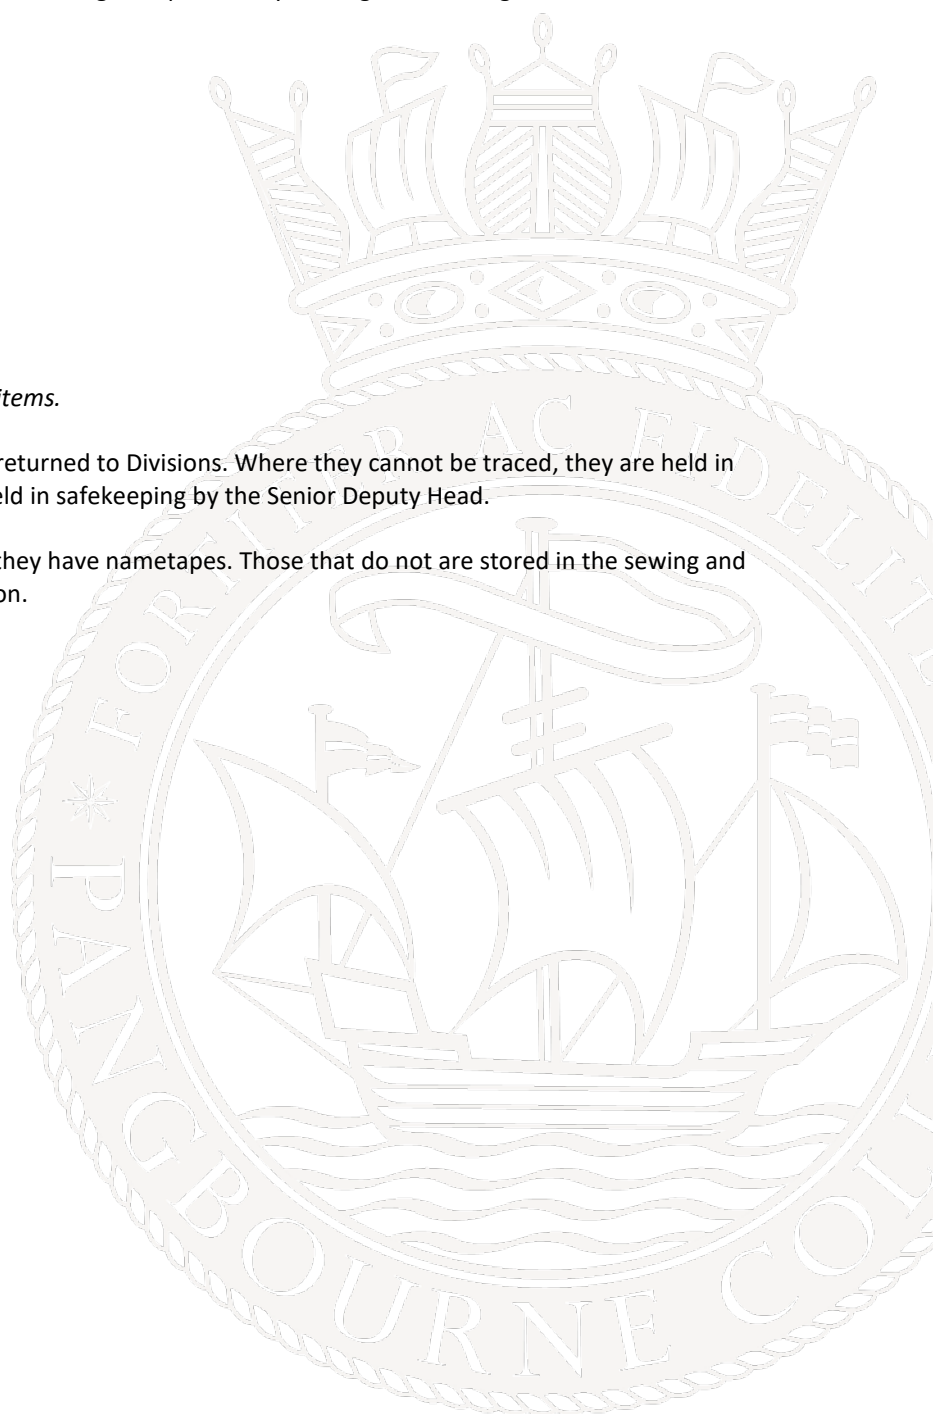 items.
returned to Divisions. Where they cannot be traced, they are held in
eld in safekeeping by the Senior Deputy Head.
they have nametapes. Those that do not are stored in the sewing and
on.
FORTITER AC FIDELITE
PANGBOURNE COLL